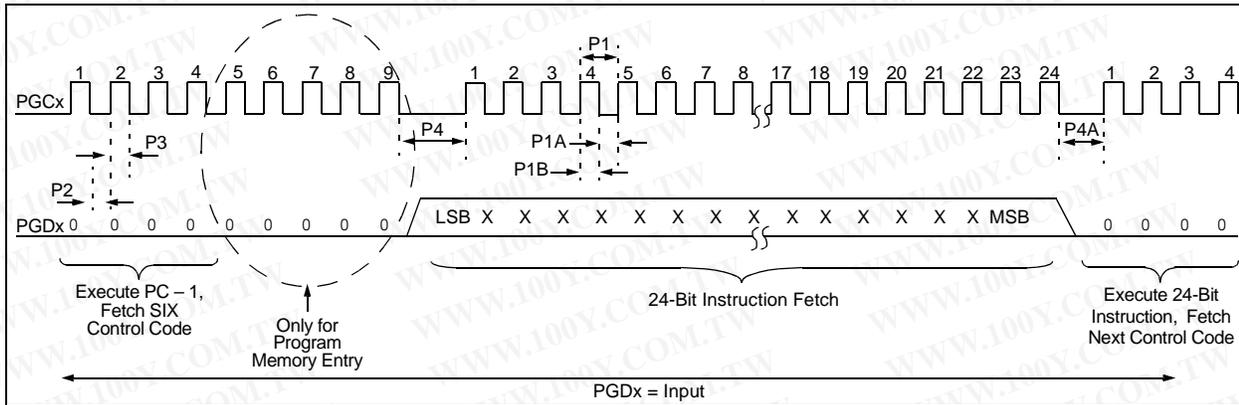 P1
1 2 3 4 5 6 7 8 9 1 2 3 4 5 6 7 8 17 18 19 20 21 22 23 24 1 2 3 4
PGCx
P3
P4
P1A
P4A
P1B
P2
PGDx
0 0 0 0 0 0 0 0 0 LSB X X X X X X X X X X X X X X MSB 0 0 0 0
Execute PC – 1,
Fetch SIX
Control Code
Only for
Program
Memory Entry
24-Bit Instruction Fetch
Execute 24-Bit
Instruction, Fetch
Next Control Code
PGDx = Input
WWW.100Y.COM.TW